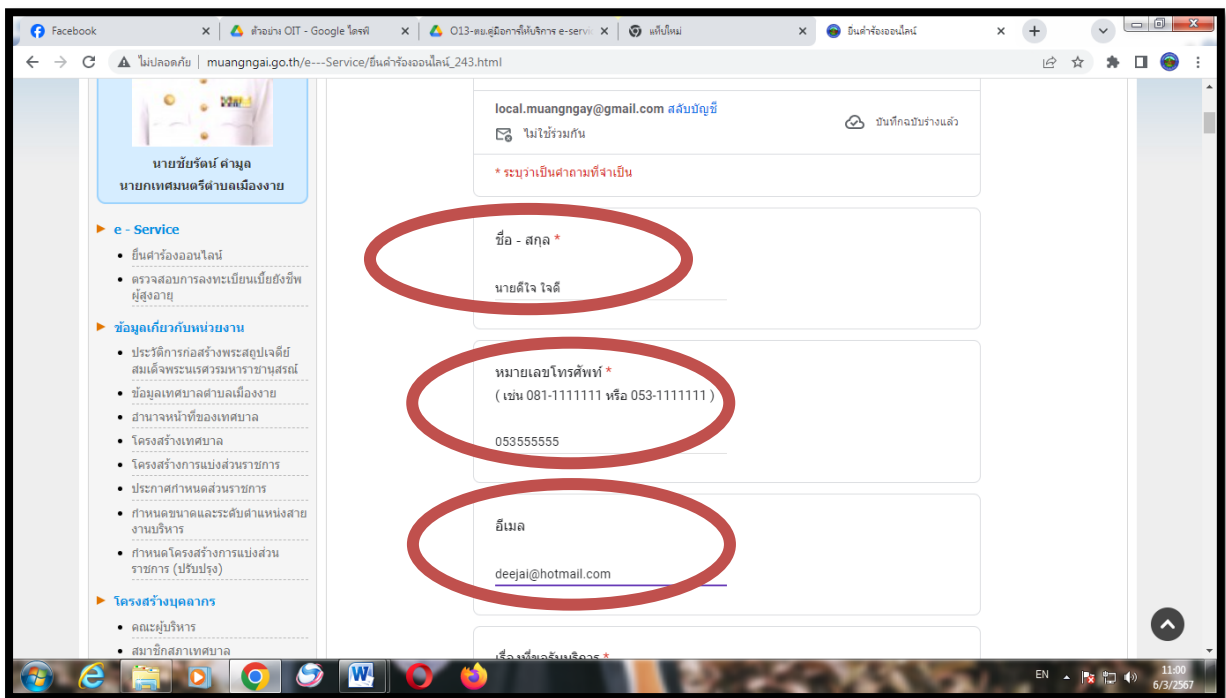 Facebook
ตัวอย่าง OIT - Google ไดรฟ์
O13-ตย.คู่มือการให้บริการ e-servi
แท็บใหม่
ยื่นคำร้องออนไลน์
ไม่ปลอดภัย | muangngai.go.th/e---Service/ยื่นคำร้องออนไลน์_243.html
นายชัยรัตน์ คำมูล
นายกเทศมนตรีตำบลเมืองงาย
e - Service
ยื่นคำร้องออนไลน์
ตรวจสอบการลงทะเบียนเบี้ยยังชีพ
ผู้สูงอายุ
ข้อมูลเกี่ยวกับหน่วยงาน
ประวัติการก่อสร้างพระสถูปเจดีย์
สมเด็จพระนเรศวรมหาราชานุสรณ์
ข้อมูลเทศบาลตำบลเมืองงาย
อำนาจหน้าที่ของเทศบาล
โครงสร้างเทศบาล
โครงสร้างการแบ่งส่วนราชการ
ประกาศกำหนดส่วนราชการ
กำหนดขนาดและระดับตำแหน่งสาย
งานบริหาร
กำหนดโครงสร้างการแบ่งส่วน
ราชการ (ปรับปรุง)
โครงสร้างบุคลากร
คณะผู้บริหาร
สมาชิกสภาเทศบาล
local.muangngay@gmail.com สลับบัญชี
ไม่ใช้ร่วมกัน
บันทึกฉบับร่างแล้ว
* ระบุว่าเป็นคำถามที่จำเป็น
ชื่อ - สกุล *
นายดีใจ ใจดี
หมายเลขโทรศัพท์ *
( เช่น 081-1111111 หรือ 053-1111111 )
053555555
อีเมล
deejai@hotmail.com
เรื่องที่ขอรับบริการ *
EN
11:00
6/3/2567